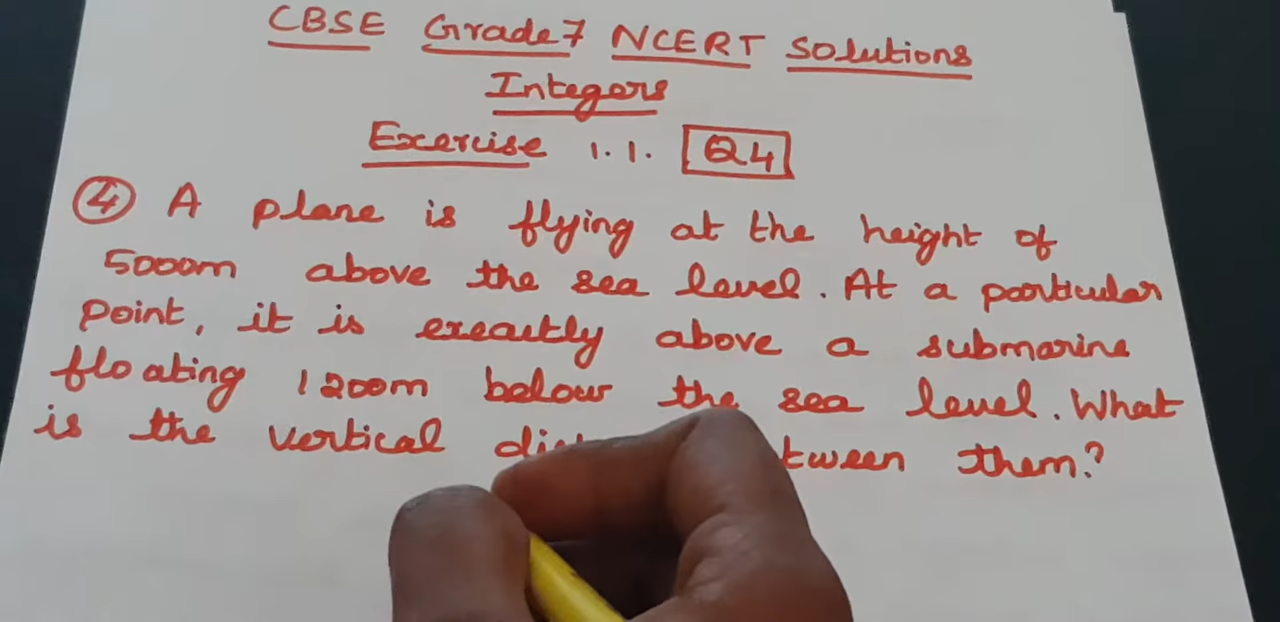 CBSE Grade7 NCERT Solutions
Integers
Exercise 1.1. Q4
4 A plane is flying at the height of
5000m above the sea level. At a particular
point, it is exactly above a submarine
floating 1200m below the sea level. What
is the vertical between them?